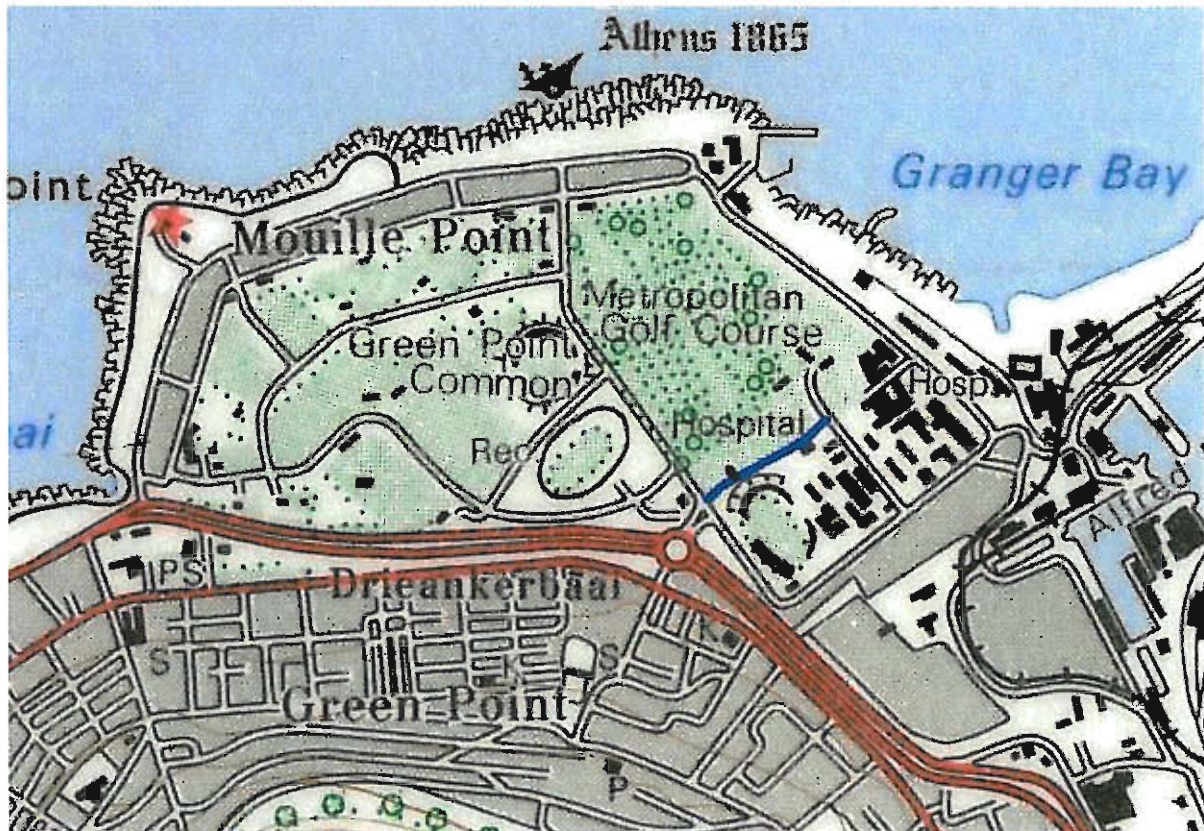 Athens 1865
oint
Granger Bay
Mouille Point
Metropolitan
Golf Course
Green Point
Common
Hosp
Hospital
Rec
ai
Alfred
PS
Drieankerbaai
K
S
K
S
Green Point
P